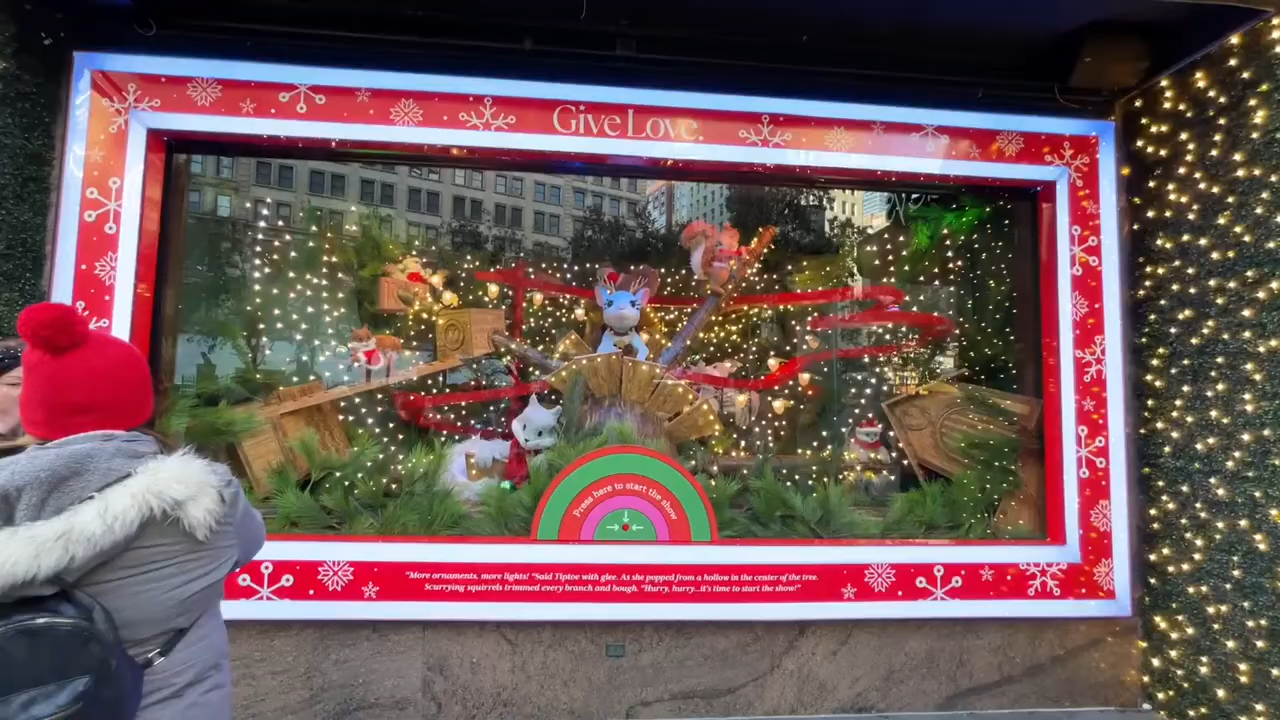 Give Love.
Press here to start the show
"More ornaments, more lights! "Said Tiptoe with glee. As she popped from a hollow in the center of the tree.
Scurrying squirrels trimmed every branch and bough. "Hurry, hurry...it's time to start the show!"